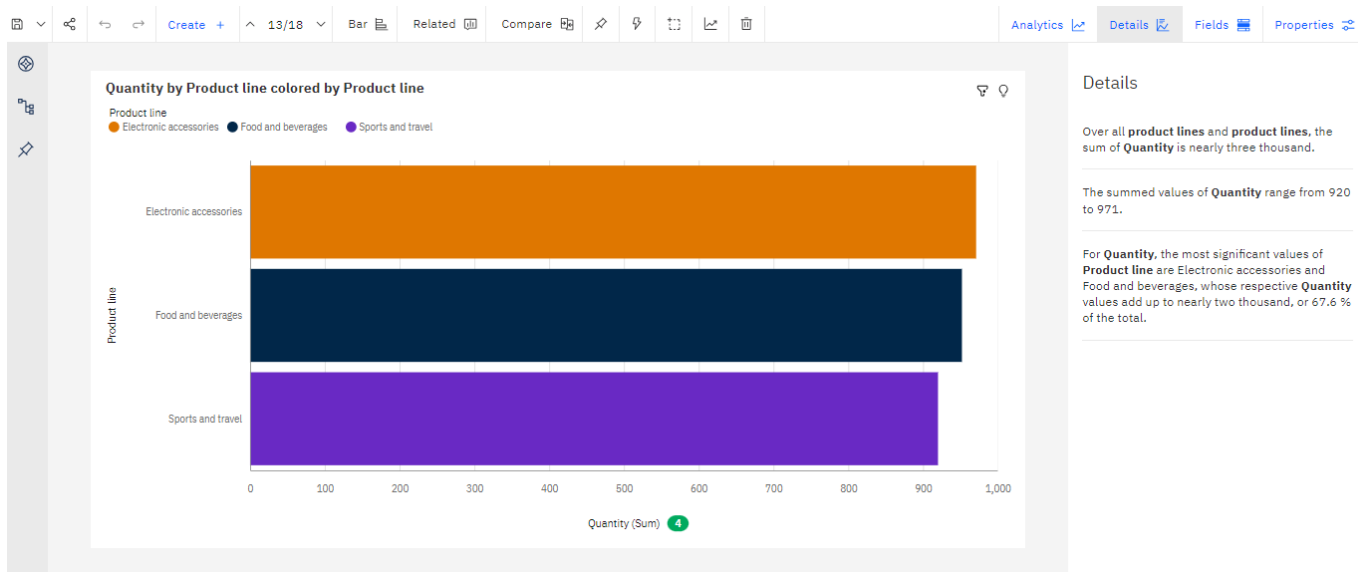 Create + 13/18 Bar Related Compare Analytics Details Fields Properties
Quantity by Product line colored by Product line
Product line
Electronic accessories Food and beverages Sports and travel
Product line
Electronic accessories
Food and beverages
Sports and travel
0 100 200 300 400 500 600 700 800 900 1,000
Quantity (Sum) 4
Details
Over all product lines and product lines, the
sum of Quantity is nearly three thousand.
The summed values of Quantity range from 920
to 971.
For Quantity, the most significant values of
Product line are Electronic accessories and
Food and beverages, whose respective Quantity
values add up to nearly two thousand, or 67.6 %
of the total.